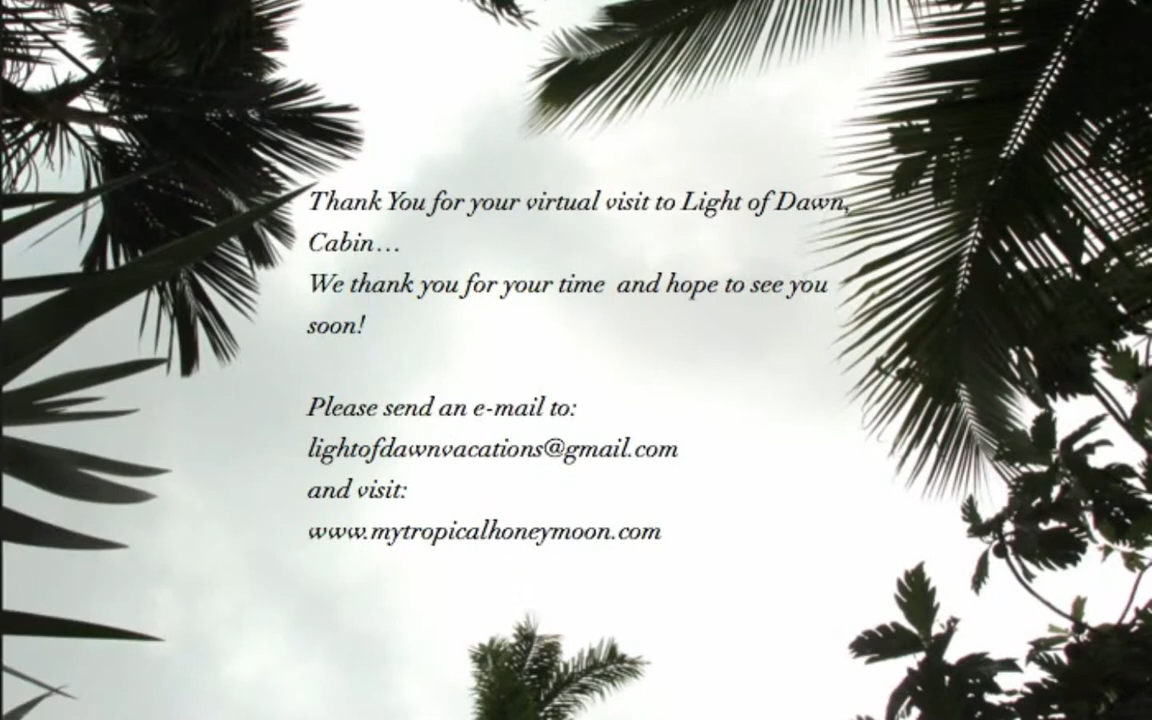 Thank You for your virtual visit to Light of Dawn,
Cabin...
We thank you for your time  and hope to see you
soon!
Please send an e-mail to:
lightofdawnvacations@gmail.com
and visit:
www.mytropicalhoneymoon.com